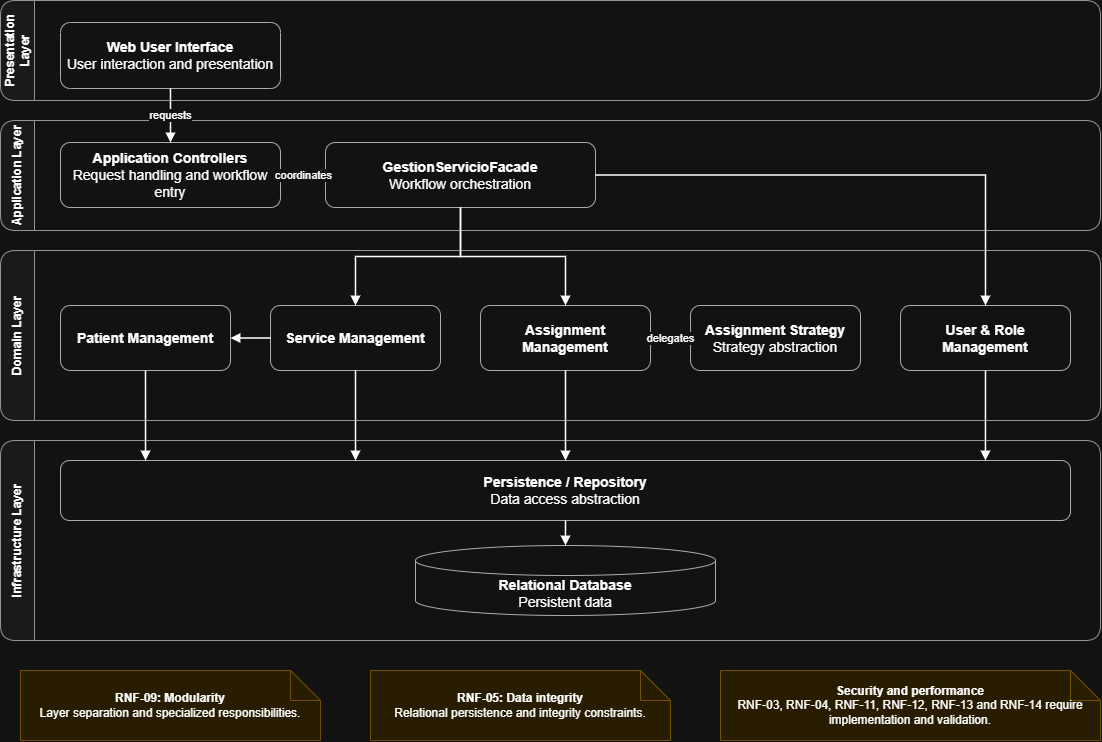 Presentation
Layer
Web User Interface
User interaction and presentation
requests
Application Layer
Application Controllers
Request handling and workflow
entry
coordinates
GestionServicioFacade
Workflow orchestration
Domain Layer
Patient Management
Service Management
Assignment
Management
delegates
Assignment Strategy
Strategy abstraction
User & Role
Management
Infrastructure Layer
Persistence / Repository
Data access abstraction
Relational Database
Persistent data
RNF-09: Modularity
Layer separation and specialized responsibilities.
RNF-05: Data integrity
Relational persistence and integrity constraints.
Security and performance
RNF-03, RNF-04, RNF-11, RNF-12, RNF-13 and RNF-14 require
implementation and validation.